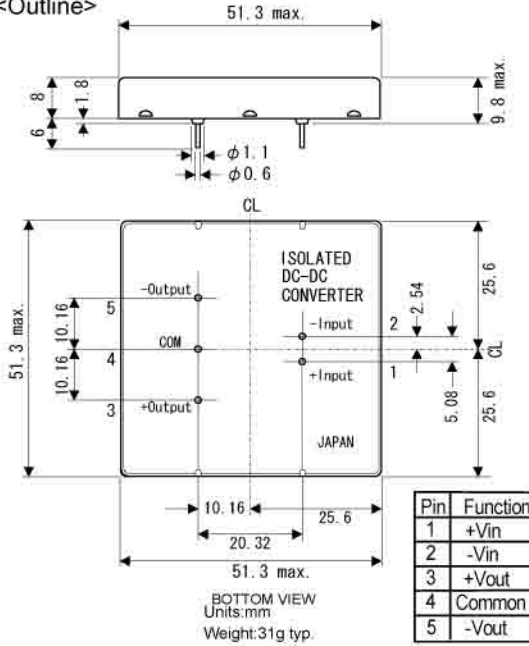 <Outline>
51.3 max.
8
1.8
6
9.8 max.
φ1.1
φ0.6
CL
ISOLATED
DC-DC
CONVERTER
-Output
5
COM
4
+Output
3
-Input
2
+Input
1
JAPAN
51.3 max.
10.16
10.16
2.54
5.08
25.6
CL
25.6
10.16
25.6
20.32
51.3 max.
BOTTOM VIEW
Units:mm
Weight:31g typ.
Pin Function
1 +Vin
2 -Vin
3 +Vout
4 Common
5 -Vout